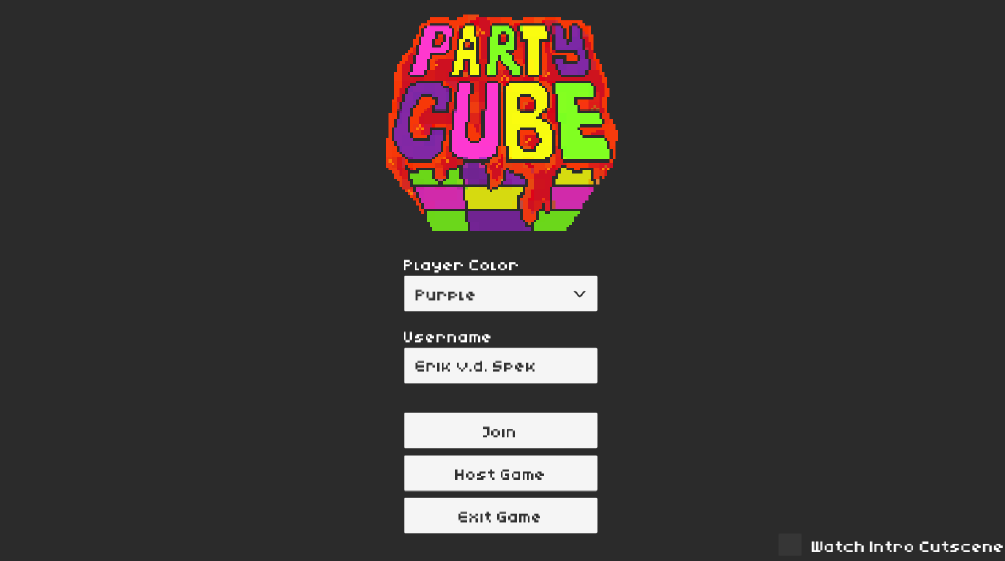 PARTY
CUBE
Player Color
Purple
Username
Erik v.d. Spek
Join
Host Game
Exit Game
Watch Intro Cutscene